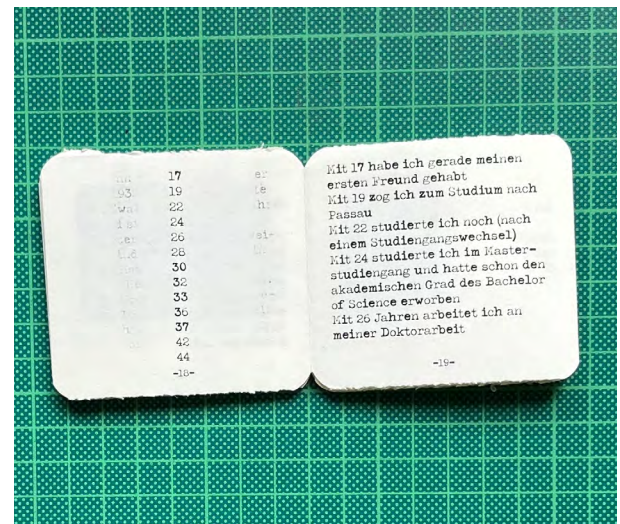 17
19
22
24
26
28
30
32
33
36
37
42
44
-18-
Mit 17 habe ich gerade meinen
ersten Freund gehabt
Mit 19 zog ich zum Studium nach
Passau
Mit 22 studierte ich noch (nach
einem Studiengangswechsel)
Mit 24 studierte ich im Master-
studiengang und hatte schon den
akademischen Grad des Bachelor
of Science erworben
Mit 26 Jahren arbeitet ich an
meiner Doktorarbeit
-19-